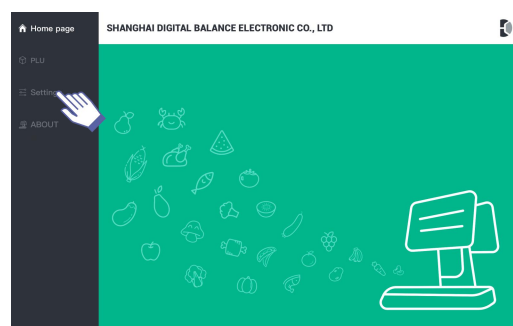 Home page
SHANGHAI DIGITAL BALANCE ELECTRONIC CO., LTD
PLU
Setting
ABOUT